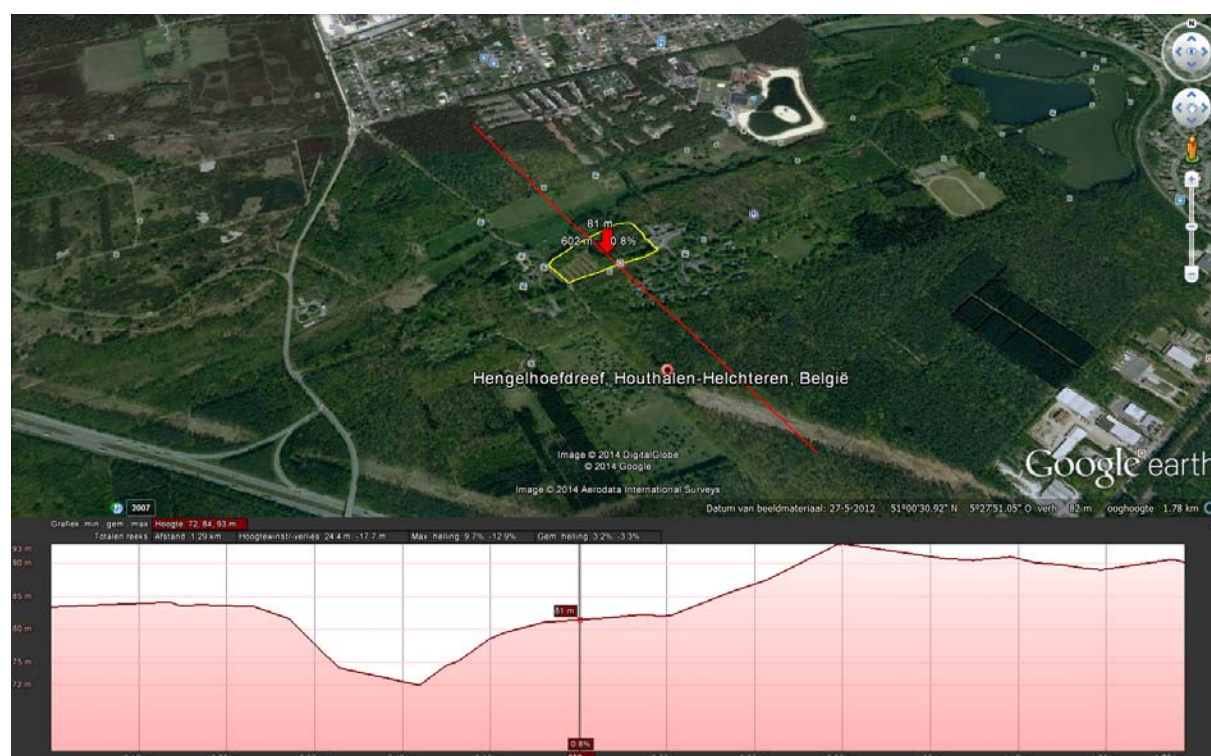 N
81 m
602 m 0.8%
Hengelhoefdreef, Houthalen-Helchteren, België
Image © 2014 DigitalGlobe
© 2014 Google
Image © 2014 Aerodata International Surveys
Google earth
2007
Datum van beeldmateriaal: 27-5-2012 51°00'30.92" N 5°27'51.05" O verh 82 m ooghoogte 1.78 km
Grafiek: min., gem., max. Hoogte: 72, 84, 93 m
Totalen reeks: Afstand: 1.29 km Hoogtewinst/-verlies: 24.4 m, -17.7 m Max. helling: 9.7%, -12.9% Gem. helling: 3.2%, -3.3%
93 m
90 m
85 m
81 m
80 m
75 m
72 m
0.8%